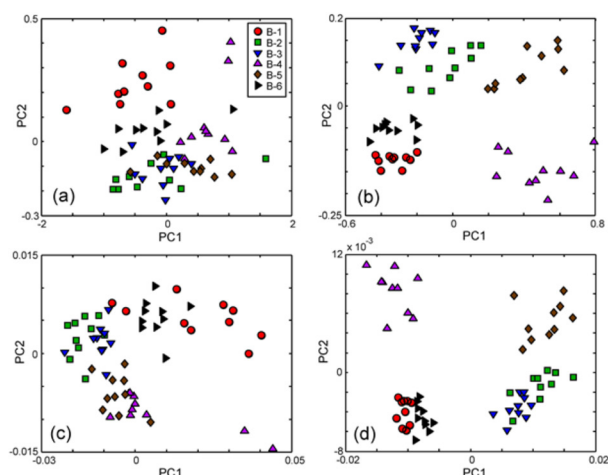 0.5
B-1
B-2
B-3
B-4
B-5
B-6
PC2
0
(a)
-0.3
-2
0
2
PC1
0.2
PC2
0
(b)
-0.25
-0.6
0
0.8
PC1
0.015
PC2
0
(c)
-0.015
-0.03
0
0.05
PC1
12 x 10-3
PC2
0
(d)
-8
-0.02
0
0.02
PC1